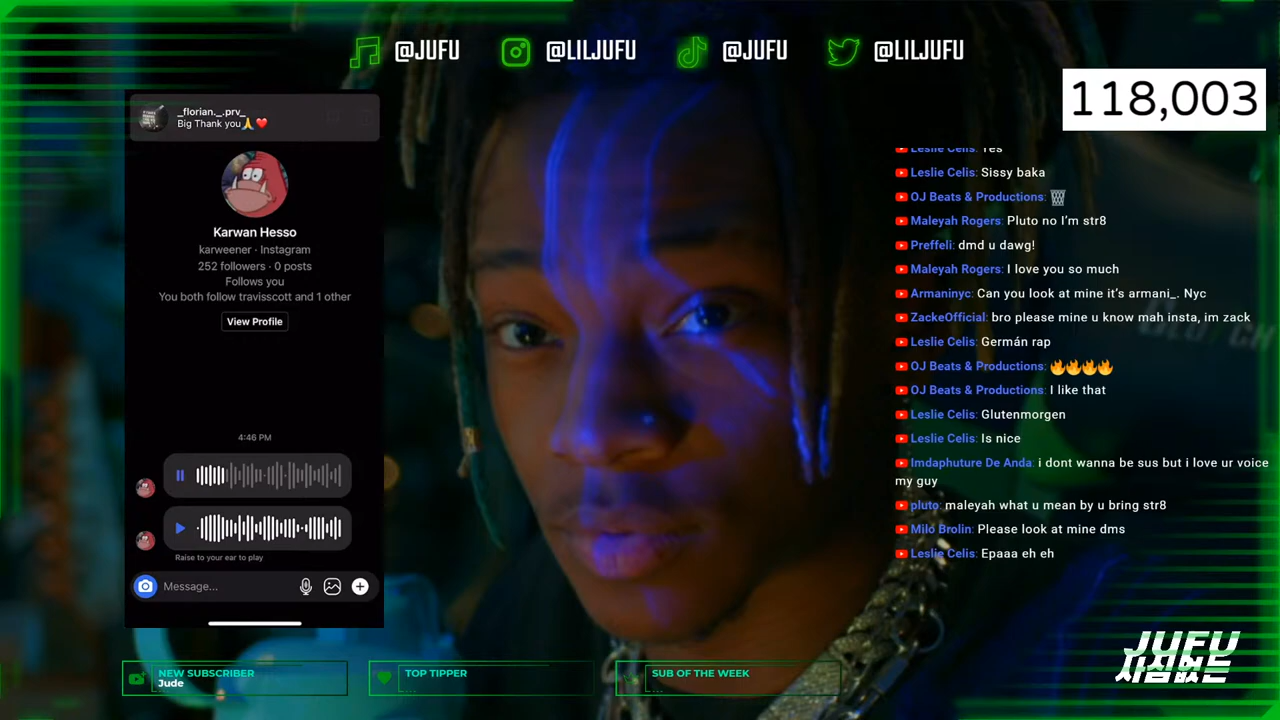 @JUFU
@LILJUFU
@JUFU
@LILJUFU
118,003
_florian._.prv_
Big Thank you🙏❤️
Karwan Hesso
karweener · Instagram
252 followers · 0 posts
Follows you
You both follow travisscott and 1 other
View Profile
4:46 PM
Raise to your ear to play
Message...
Leslie Celis: Yes
Leslie Celis: Sissy baka
OJ Beats & Productions: 🗑️
Maleyah Rogers: Pluto no I’m str8
Preffeli: dmd u dawg!
Maleyah Rogers: I love you so much
Armaninyc: Can you look at mine it’s armani_. Nyc
ZackeOfficial: bro please mine u know mah insta, im zack
Leslie Celis: Germán rap
OJ Beats & Productions: 🔥🔥🔥🔥
OJ Beats & Productions: I like that
Leslie Celis: Glutenmorgen
Leslie Celis: Is nice
Imdaphuture De Anda: i dont wanna be sus but i love ur voice
my guy
pluto: maleyah what u mean by u bring str8
Milo Brolin: Please look at mine dms
Leslie Celis: Epaaa eh eh
NEW SUBSCRIBER
Jude
TOP TIPPER
....
SUB OF THE WEEK
....
JUFU
자심없는